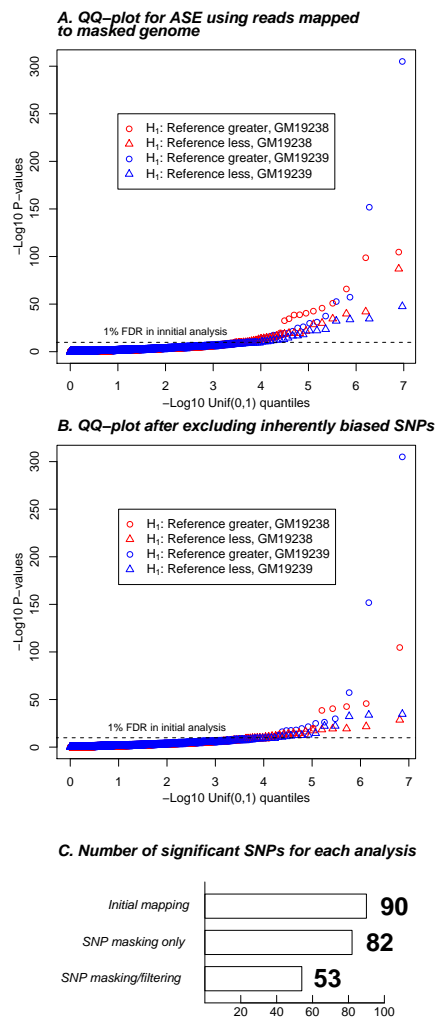 A. QQ–plot for ASE using reads mapped
to masked genome
300
250
200
150
100
50
0
–Log10 P-values
H1: Reference greater, GM19238
H1: Reference less, GM19238
H1: Reference greater, GM19239
H1: Reference less, GM19239
1% FDR in innitial analysis
0 1 2 3 4 5 6 7
–Log10 Unif(0,1) quantiles
B. QQ–plot after excluding inherently biased SNPs
300
250
200
150
100
50
0
–Log10 P-values
H1: Reference greater, GM19238
H1: Reference less, GM19238
H1: Reference greater, GM19239
H1: Reference less, GM19239
1% FDR in initial analysis
0 1 2 3 4 5 6 7
–Log10 Unif(0,1) quantiles
C. Number of significant SNPs for each analysis
Initial mapping 90
SNP masking only 82
SNP masking/filtering 53
20 40 60 80 100